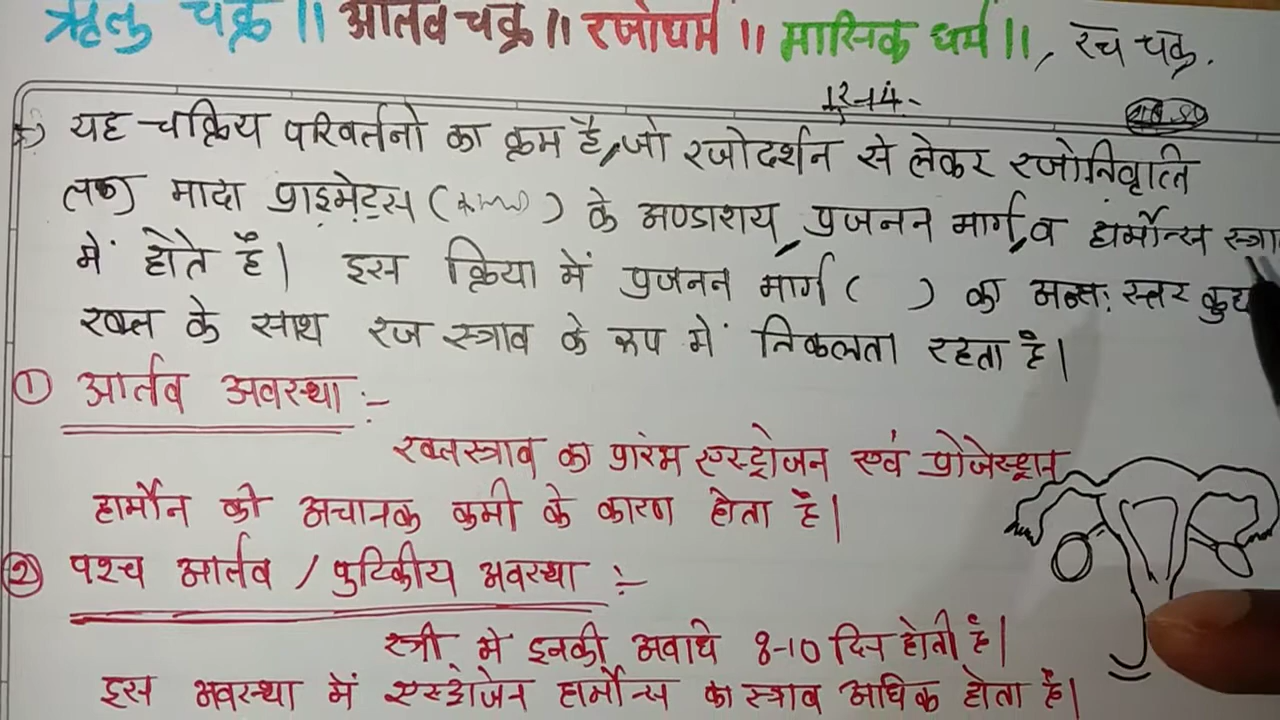 ऋतु चक्र || आर्तव चक्र || रजोधर्म || मासिक धर्म ||, रज चक्र.
12-14-
यह चक्रिय परिवर्तनो का क्रम है, जो रजोदर्शन से लेकर रजोनिवृत्ति
तक मादा प्राइमेट्स ( ) के अण्डाशय, प्रजनन मार्ग, व हार्मोन्स स्त्रा
में होते है। इस क्रिया में प्रजनन मार्ग ( ) का अन्तः स्तर कुछ
रक्त के साथ रज स्त्राव के रूप में निकलता रहता है।
① आर्तव अवस्था :-
रक्तस्त्राव का प्रारंभ एस्ट्रोजन एवं प्रोजेस्ट्रान
हार्मोन की अचानक कमी के कारण होता है।
② पश्च आर्तव / पुटिकीय अवस्था :-
स्त्री मे इनकी अवधि 8-10 दिन होती है।
इस अवस्था में एस्ट्रोजेन हार्मोन्स का स्त्राव अधिक होता है।